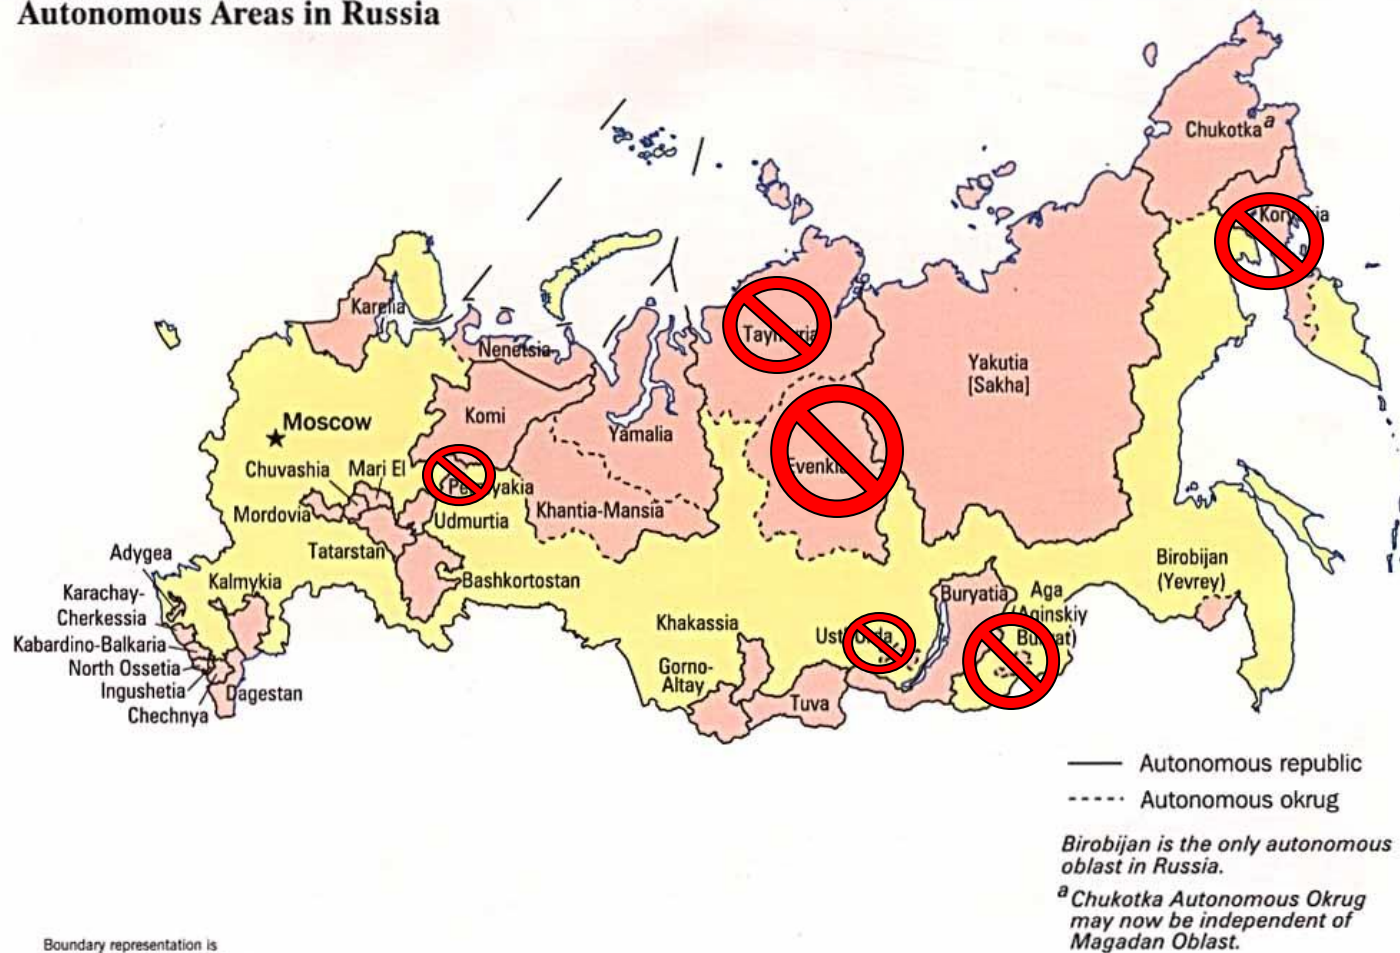 Autonomous Areas in Russia
Chukotka a
Karelia
Nenetsia
Yakutia
[Sakha]
Komi
Moscow
Yamalia
Chuvashia
Mari El
Khantia-Mansia
Mordovia
Udmurtia
Tatarstan
Adygea
Kalmykia
Bashkortostan
Birobijan
(Yevrey)
Karachay-
Cherkessia
Buryatia
Aga
(Aginskiy
Kabardino-Balkaria
Khakassia
North Ossetia
Gorno-
Altay
Ingushetia
Dagestan
Chechnya
Tuva
Autonomous republic
Autonomous okrug
Birobijan is the only autonomous
oblast in Russia.
a Chukotka Autonomous Okrug
may now be independent of
Magadan Oblast.
Boundary representation is